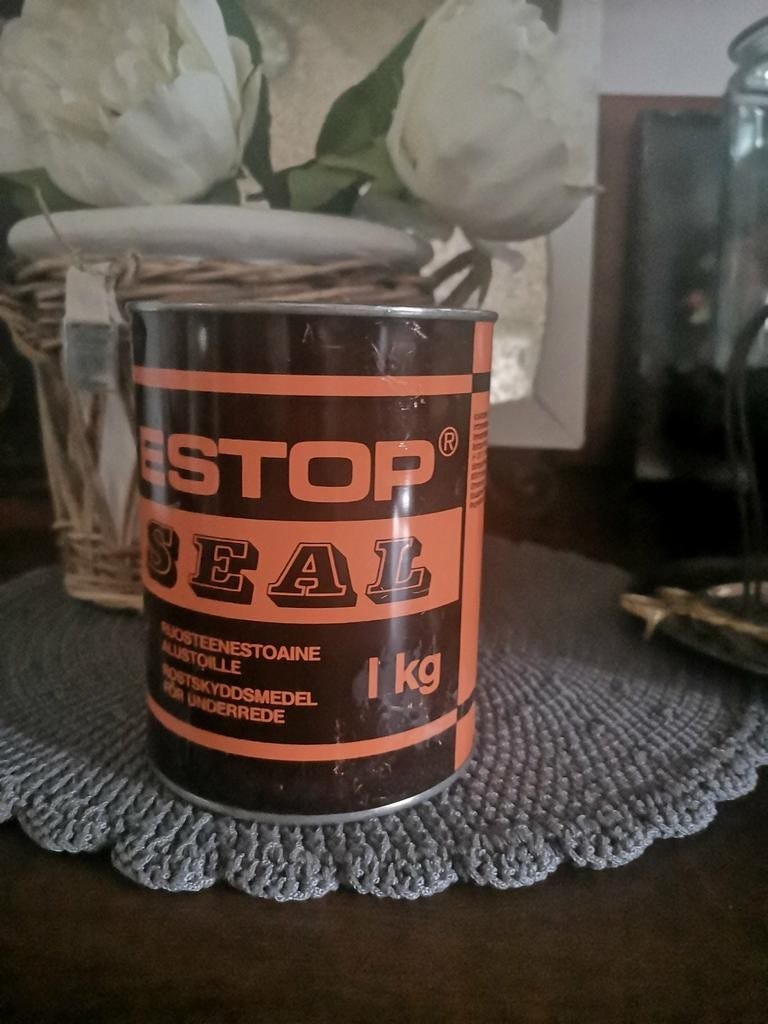 ESTOP®
SEAL
RUOSTEENESTOAINE
ALUSTOILLE
ROSTSKYDDSMEDEL
FÖR UNDERREDE
1 kg